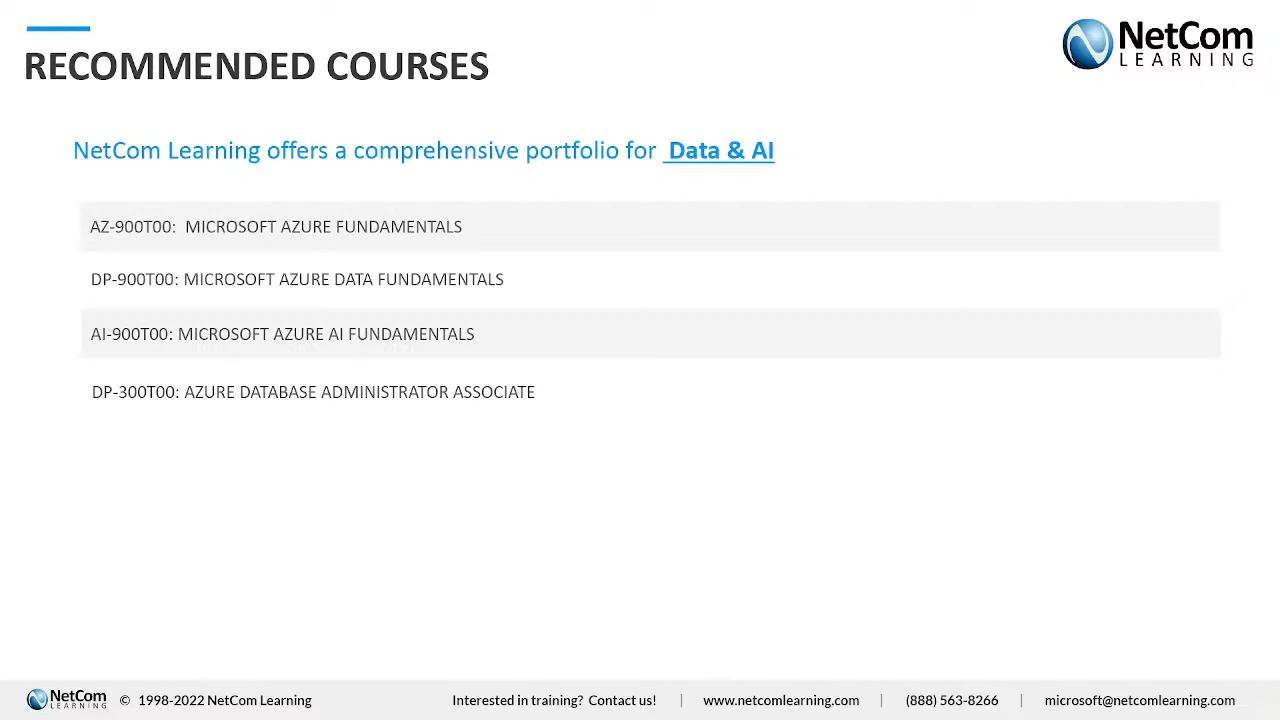 RECOMMENDED COURSES
NetCom
LEARNING
NetCom Learning offers a comprehensive portfolio for Data & AI
AZ-900T00: MICROSOFT AZURE FUNDAMENTALS
DP-900T00: MICROSOFT AZURE DATA FUNDAMENTALS
AI-900T00: MICROSOFT AZURE AI FUNDAMENTALS
DP-300T00: AZURE DATABASE ADMINISTRATOR ASSOCIATE
NetCom
LEARNING
© 1998-2022 NetCom Learning
Interested in training? Contact us! | www.netcomlearning.com | (888) 563-8266 | microsoft@netcomlearning.com